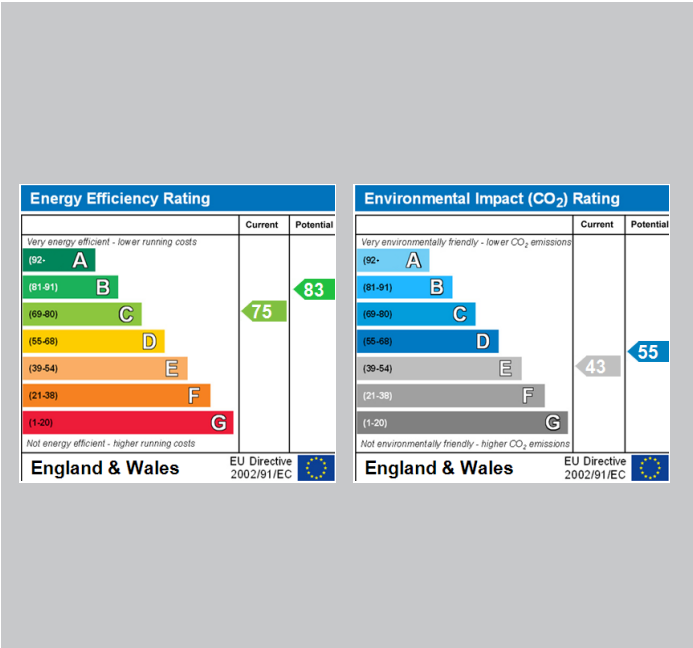 Energy Efficiency Rating
Current Potential
Very energy efficient - lower running costs
(92- A
(81-91) B
83
(69-80) C
75
(55-68) D
(39-54) E
(21-38) F
(1-20) G
Not energy efficient - higher running costs
England & Wales
EU Directive
2002/91/EC
Environmental Impact (CO2) Rating
Current Potential
Very environmentally friendly - lower CO2 emissions
(92- A
(81-91) B
(69-80) C
(55-68) D
55
(39-54) E
43
(21-38) F
(1-20) G
Not environmentally friendly - higher CO2 emissions
England & Wales
EU Directive
2002/91/EC